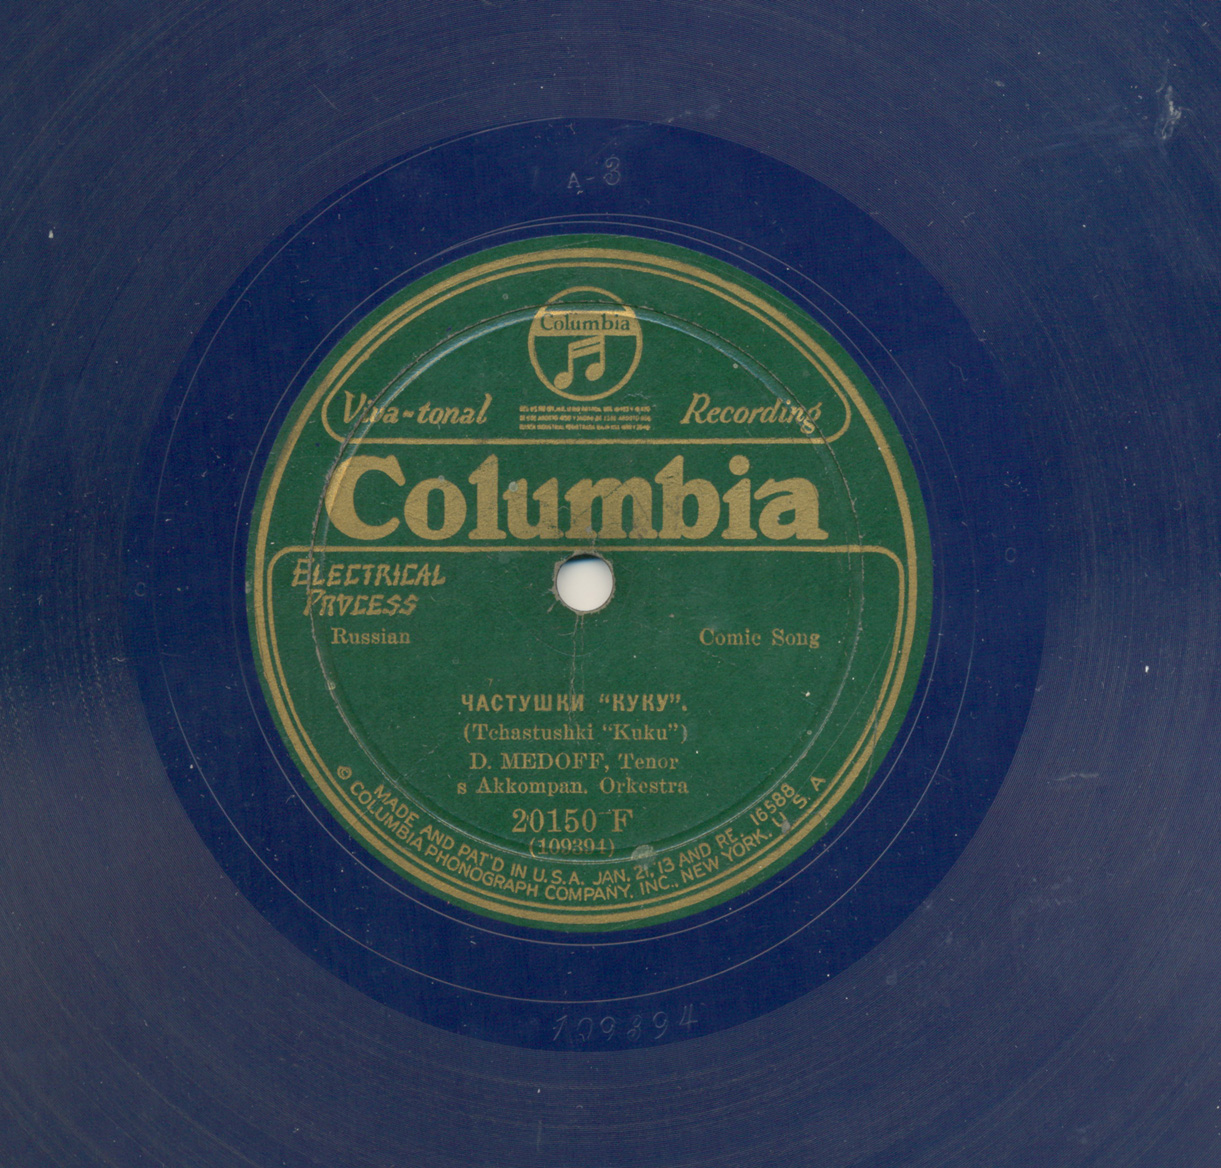 A-3
Columbia
Viva-tonal Recording
Columbia
ELECTRICAL
PROCESS
Russian Comic Song
ЧАСТУШКИ “КУКУ”.
(Tchastushki “Kuku”)
D. MEDOFF, Tenor
s Akkompan. Orkestra
20150-F
(109394)
MADE AND PAT'D IN U.S.A. JAN. 21, 13 AND RE. 16588
© COLUMBIA PHONOGRAPH COMPANY, INC., NEW YORK. U S. A
109394